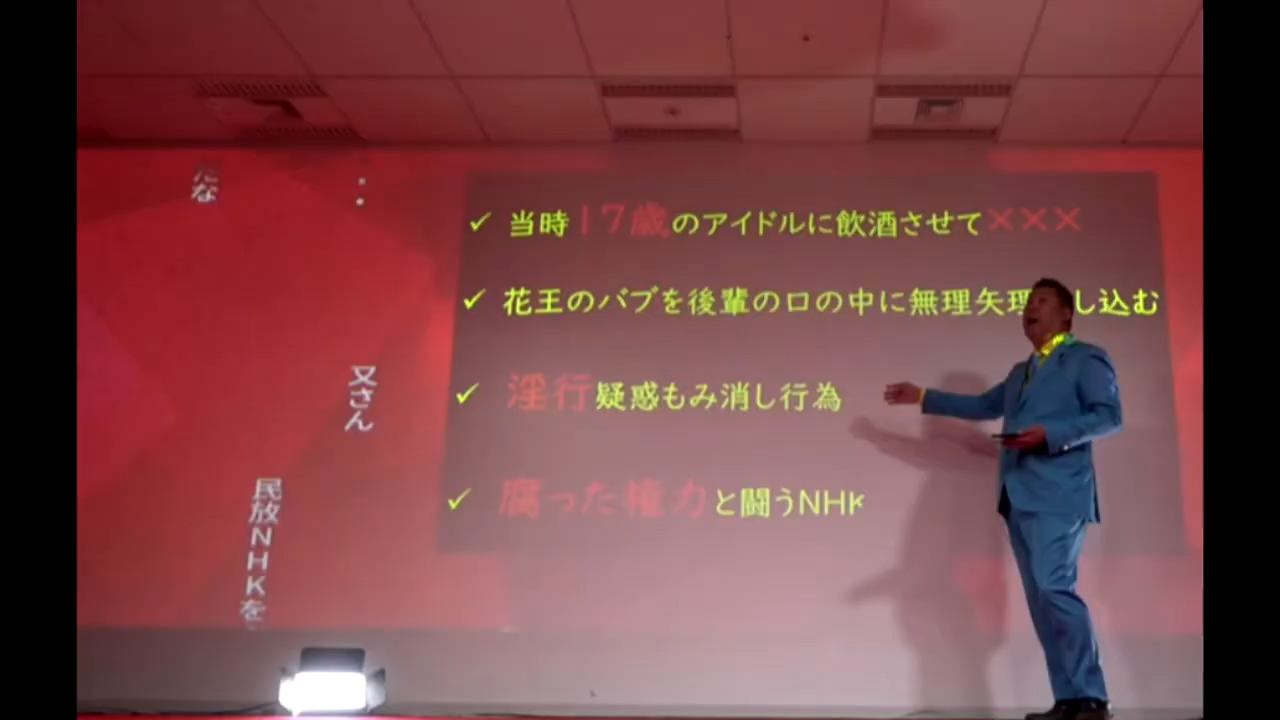 当時17歳のアイドルに飲酒させて×××
花王のバブを後輩の口の中に無理矢理し込む
淫行疑惑もみ消し行為
腐った権力と闘うNHK
：
又さん
な
民放NHKを